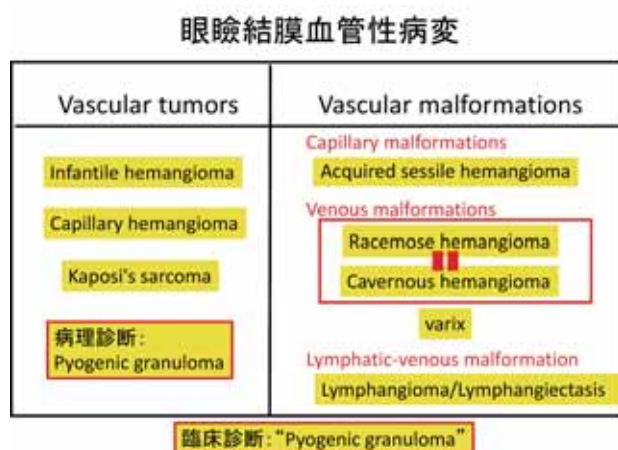 眼瞼結膜血管性病変
Vascular tumors
Infantile hemangioma
Capillary hemangioma
Kaposi's sarcoma
病理診断:
Pyogenic granuloma
Vascular malformations
Capillary malformations
Acquired sessile hemangioma
Venous malformations
Racemose hemangioma
Cavernous hemangioma
varix
Lymphatic-venous malformation
Lymphangioma/Lymphangiectasis
臨床診断:“Pyogenic granuloma”